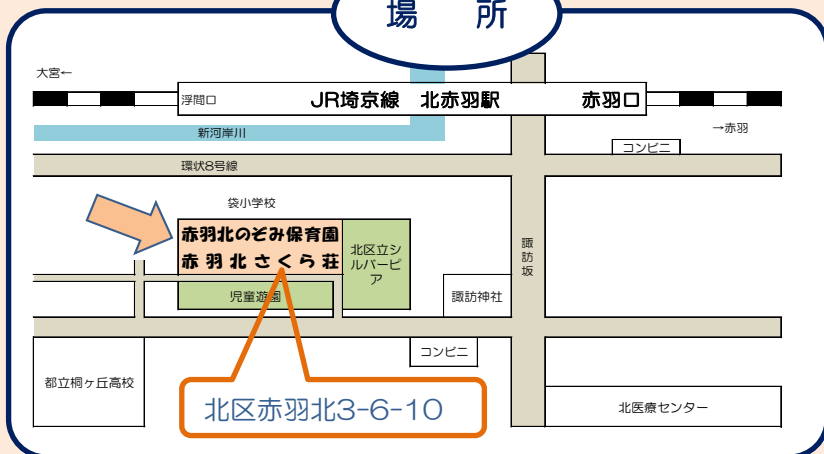 場　所
大宮←
浮間口
JR埼京線　北赤羽駅
赤羽口
→赤羽
新河岸川
コンビニ
環状8号線
袋小学校
赤羽北のぞみ保育園
赤羽北さくら荘
北区立シ
ルバーピ
ア
諏訪坂
児童遊園
諏訪神社
コンビニ
都立桐ヶ丘高校
北区赤羽北3-6-10
北医療センター